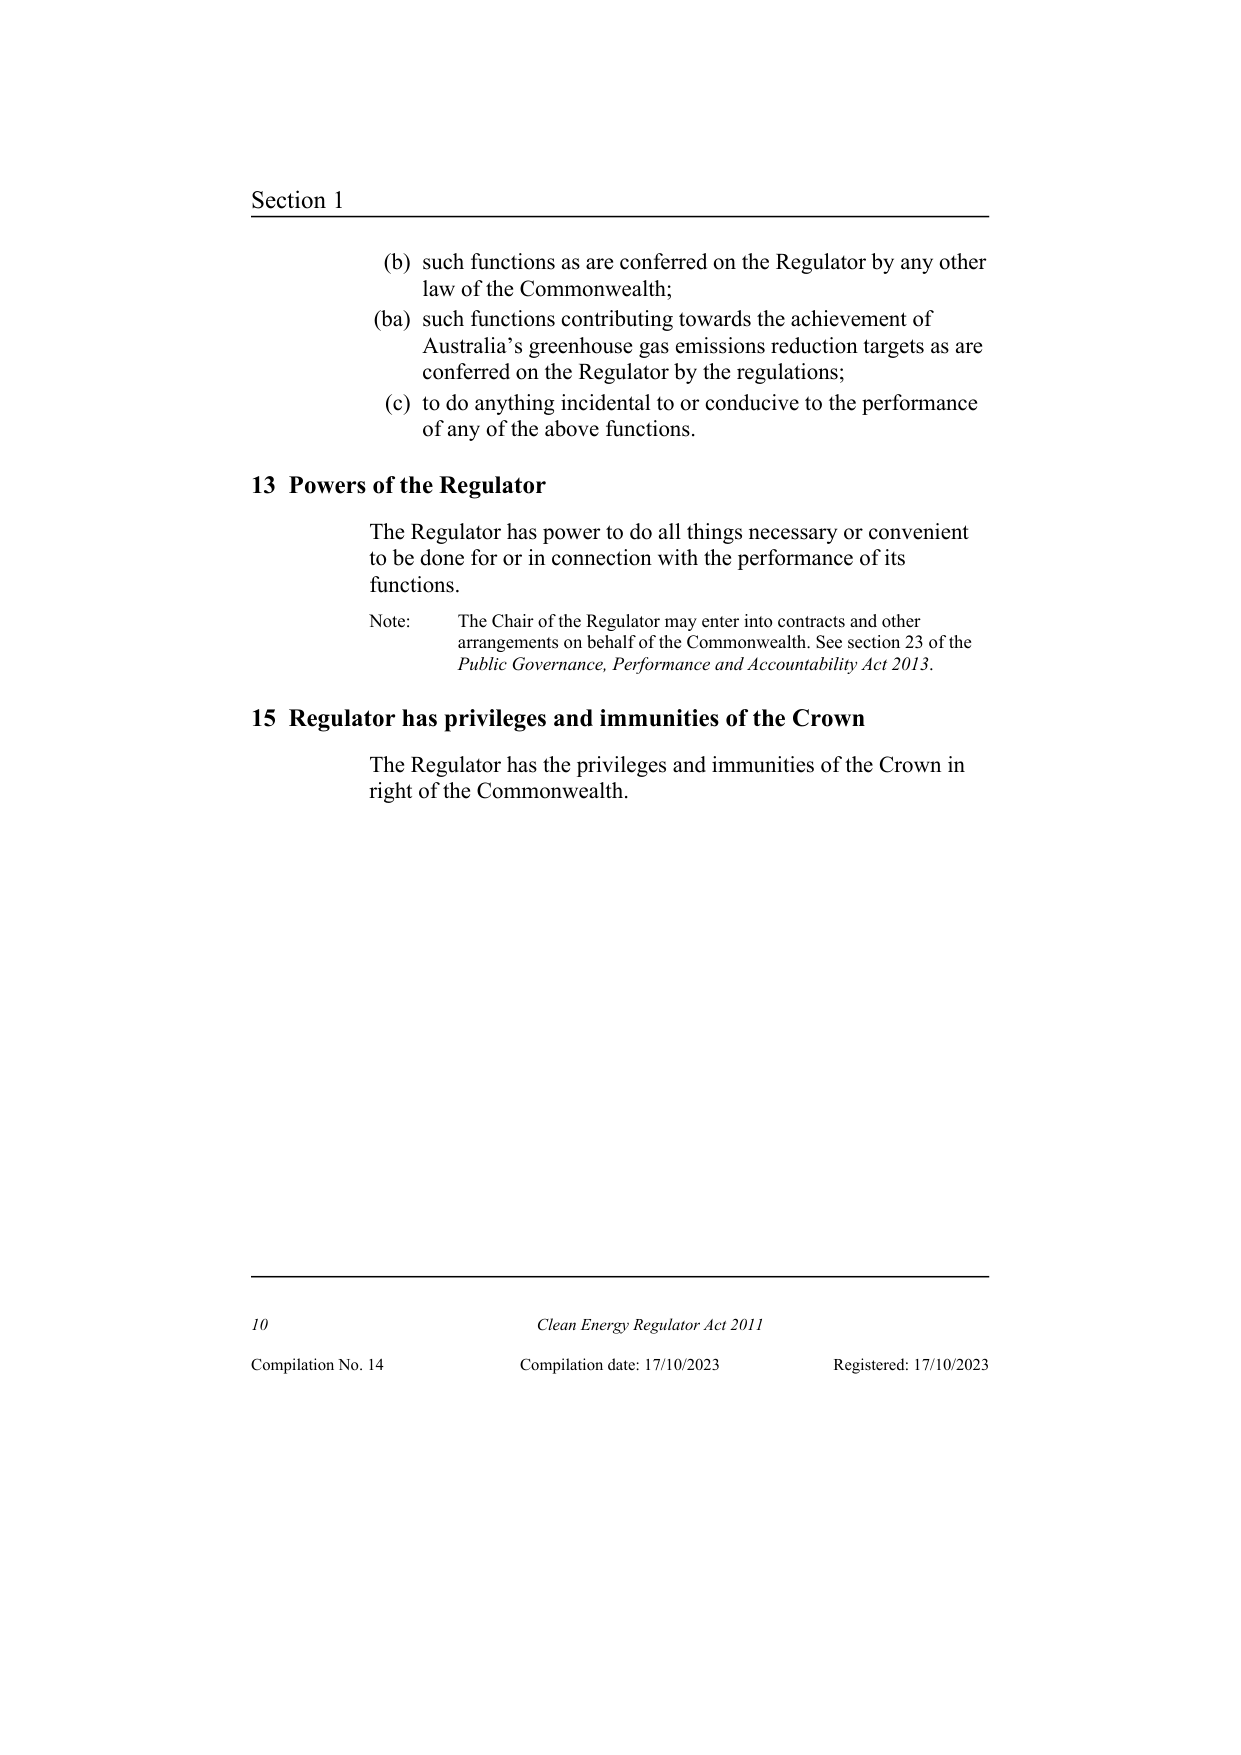 Section 1
(b) such functions as are conferred on the Regulator by any other
law of the Commonwealth;
(ba) such functions contributing towards the achievement of
Australia’s greenhouse gas emissions reduction targets as are
conferred on the Regulator by the regulations;
(c) to do anything incidental to or conducive to the performance
of any of the above functions.
13 Powers of the Regulator
The Regulator has power to do all things necessary or convenient
to be done for or in connection with the performance of its
functions.
Note: The Chair of the Regulator may enter into contracts and other
arrangements on behalf of the Commonwealth. See section 23 of the
Public Governance, Performance and Accountability Act 2013.
15 Regulator has privileges and immunities of the Crown
The Regulator has the privileges and immunities of the Crown in
right of the Commonwealth.
10 Clean Energy Regulator Act 2011
Compilation No. 14 Compilation date: 17/10/2023 Registered: 17/10/2023